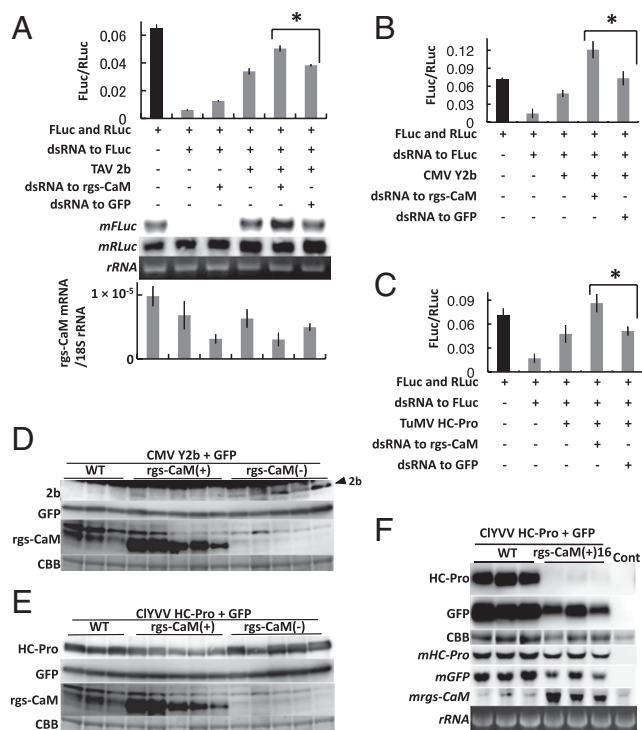 A
*
FLuc/RLuc
0.06
0.04
0.02
0
FLuc and RLuc + + + + + +
dsRNA to FLuc - + + + + +
TAV 2b - - - + + +
dsRNA to rgs-CaM - - + - + -
dsRNA to GFP - - - - - +
mFLuc
mRLuc
rRNA
1 × 10-5
0
rgs-CaM mRNA
/18S rRNA
B
*
FLuc/RLuc
0.12
0.09
0.06
0.03
0.00
FLuc and RLuc + + + + +
dsRNA to FLuc - + + + +
CMV Y2b - - + + +
dsRNA to rgs-CaM - - - + -
dsRNA to GFP - - - - +
C
*
FLuc/RLuc
0.09
0.06
0.03
0
FLuc and RLuc + + + + +
dsRNA to FLuc - + + + +
TuMV HC-Pro - - + + +
dsRNA to rgs-CaM - - - + -
dsRNA to GFP - - - - +
D
CMV Y2b + GFP
WT rgs-CaM(+) rgs-CaM(-)
2b
2b
GFP
rgs-CaM
CBB
E
ClYVV HC-Pro + GFP
WT rgs-CaM(+) rgs-CaM(-)
HC-Pro
GFP
rgs-CaM
CBB
F
ClYVV HC-Pro + GFP
WT rgs-CaM(+)16 Cont
HC-Pro
GFP
CBB
mHC-Pro
mGFP
mrgs-CaM
rRNA